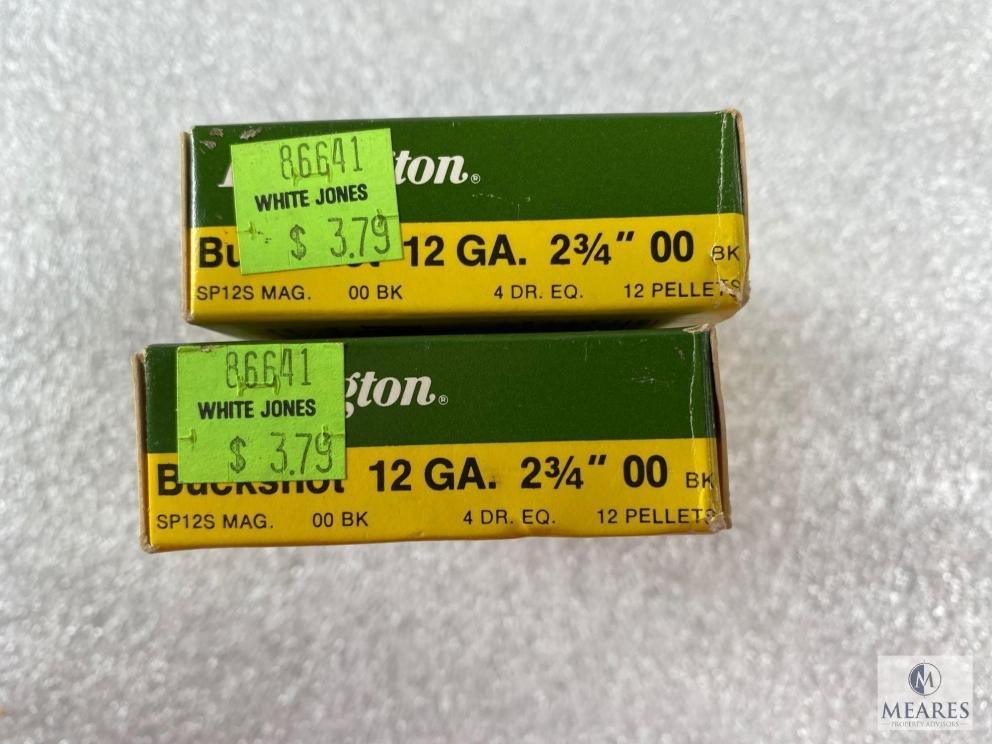 86641
WHITE JONES
$ 3.79
ton.®
12 GA. 2¾" 00 BK
SP12S MAG. 00 BK 4 DR. EQ. 12 PELLETS
86641
WHITE JONES
$ 3.79
gton.®
Buckshot 12 GA. 2¾" 00 BK
SP12S MAG. 00 BK 4 DR. EQ. 12 PELLETS
M
MEARES
PROPERTY ADVISORS